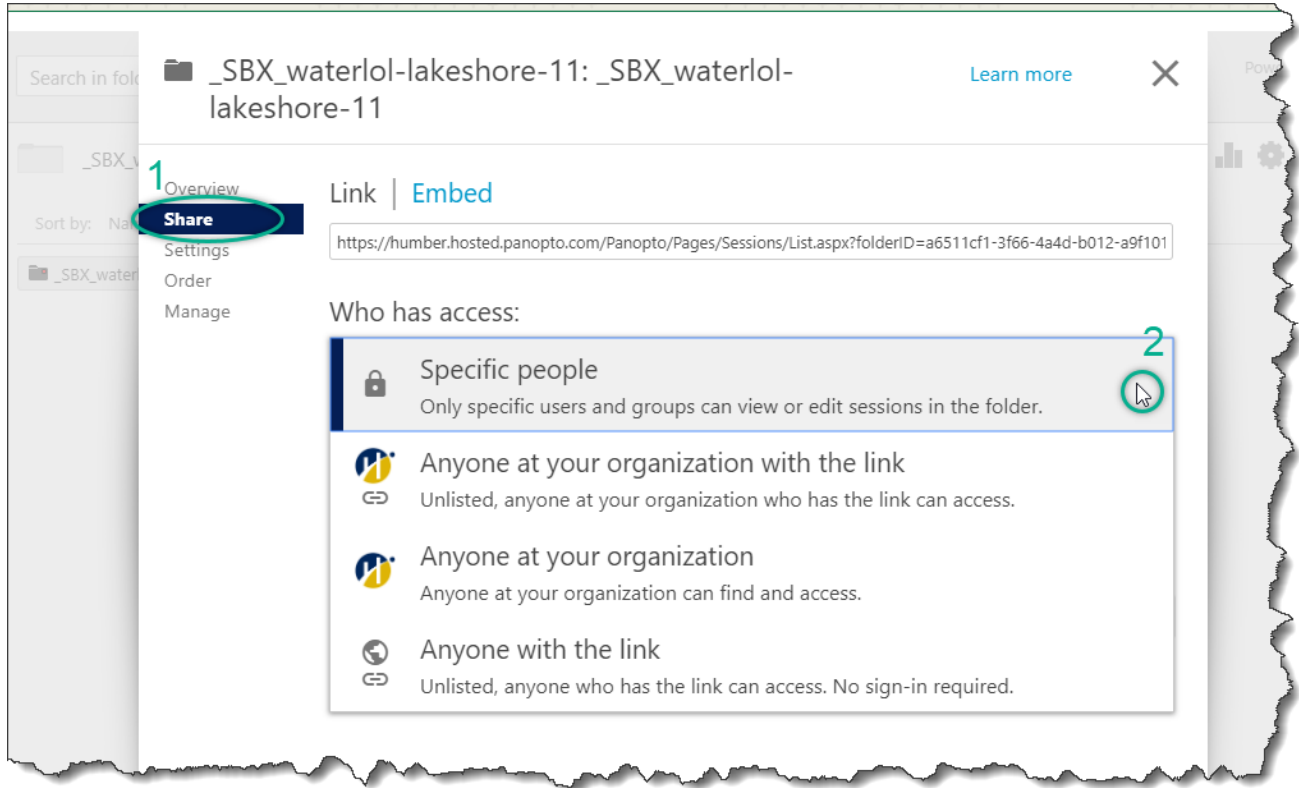 Search in fol
_SBX_waterlol-lakeshore-11: _SBX_waterlol-
lakeshore-11
Learn more
_SBX_
1
Sort by:
_SBX_water
Overview
Share
Settings
Order
Manage
Link | Embed
https://humber.hosted.panopto.com/Panopto/Pages/Sessions/List.aspx?folderID=a6511cf1-3f66-4a4d-b012-a9f101
Who has access:
2
Specific people
Only specific users and groups can view or edit sessions in the folder.
Anyone at your organization with the link
Unlisted, anyone at your organization who has the link can access.
Anyone at your organization
Anyone at your organization can find and access.
Anyone with the link
Unlisted, anyone who has the link can access. No sign-in required.